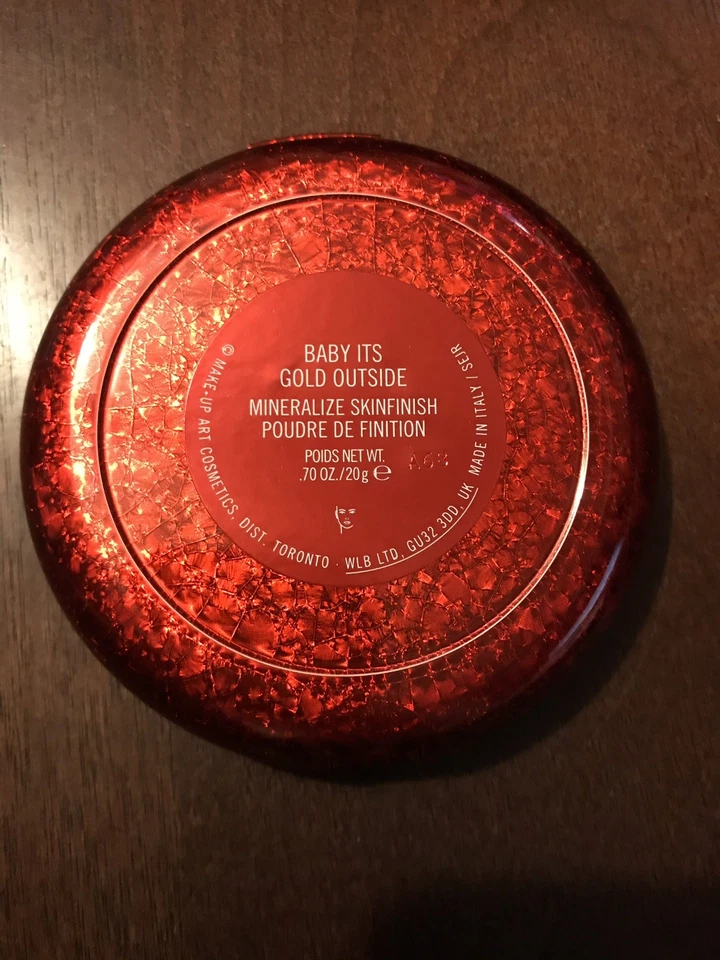 BABY ITS
GOLD OUTSIDE
MINERALIZE SKINFINISH
POUDRE DE FINITION
POIDS NET WT.
.70 OZ./20g ℮
A68
© MAKE-UP ART COSMETICS, DIST. TORONTO · WLB LTD, GU32 3DD, UK MADE IN ITALY / SEIR